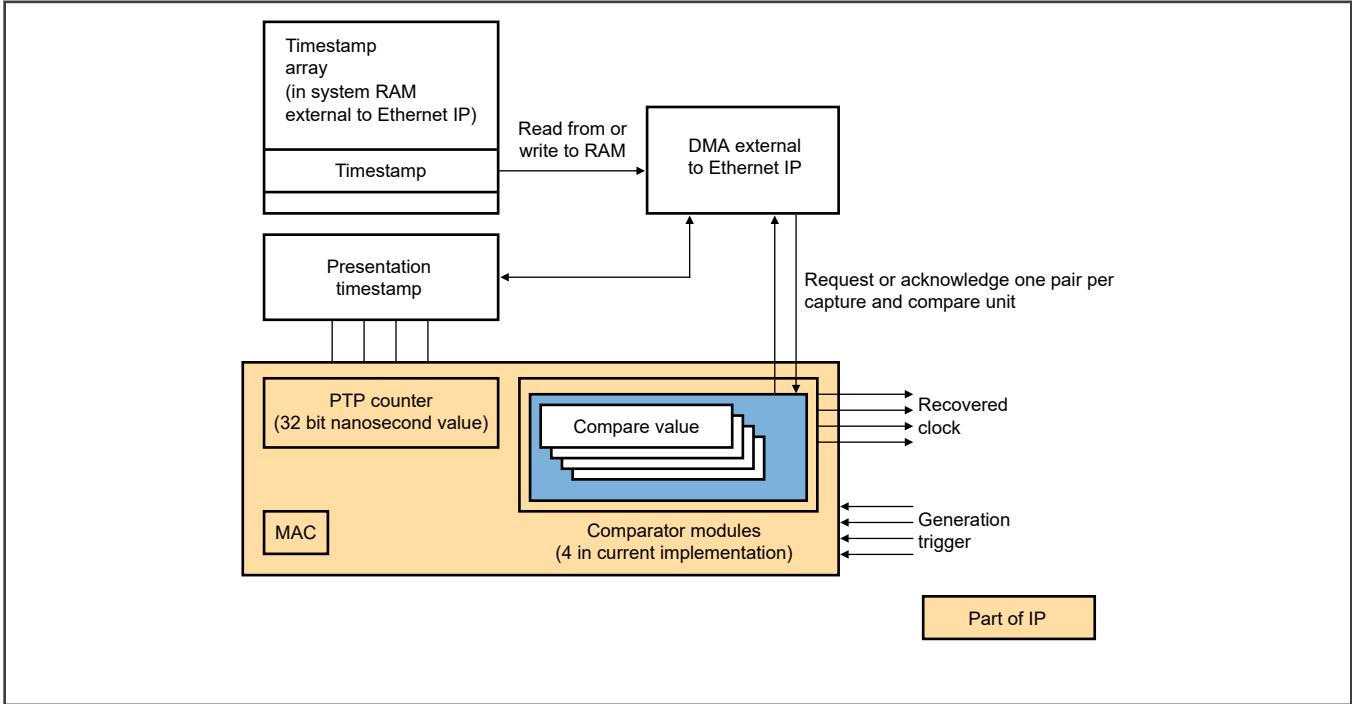 Timestamp
array
(in system RAM
external to Ethernet IP)
Timestamp
Read from or
write to RAM
DMA external
to Ethernet IP
Presentation
timestamp
Request or acknowledge one pair per
capture and compare unit
PTP counter
(32 bit nanosecond value)
Compare value
Recovered
clock
MAC
Comparator modules
(4 in current implementation)
Generation
trigger
Part of IP